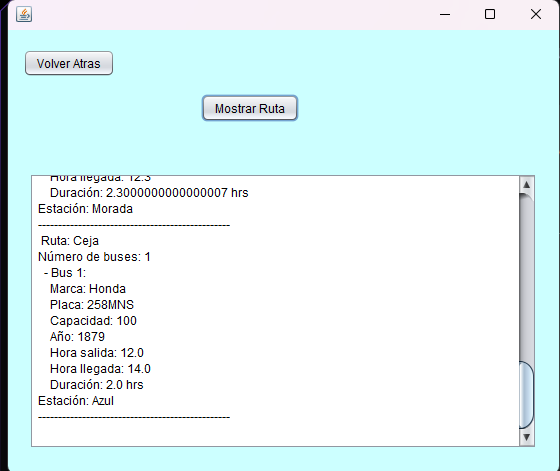 Volver Atras
Mostrar Ruta
Hora llegada: 12.3
Duración: 2.3000000000000007 hrs
Estación: Morada
------------------------------------------------
Ruta: Ceja
Número de buses: 1
- Bus 1:
Marca: Honda
Placa: 258MNS
Capacidad: 100
Año: 1879
Hora salida: 12.0
Hora llegada: 14.0
Duración: 2.0 hrs
Estación: Azul
------------------------------------------------